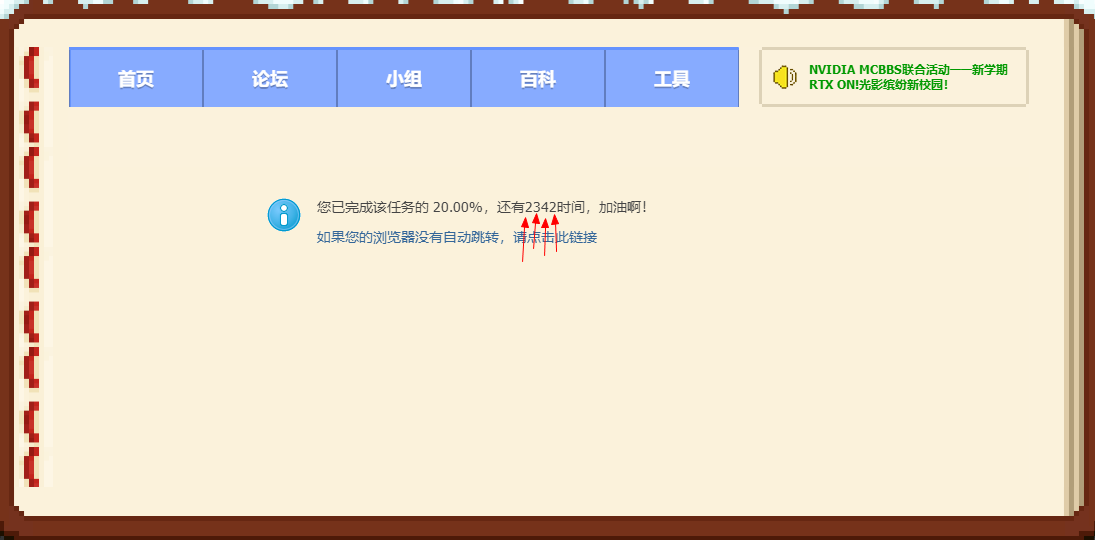 首页 论坛 小组 百科 工具
NVIDIA MCBBS联合活动——新学期
RTX ON!光影缤纷新校园!
您已完成该任务的 20.00%，还有2342时间，加油啊!
如果您的浏览器没有自动跳转，请点击此链接